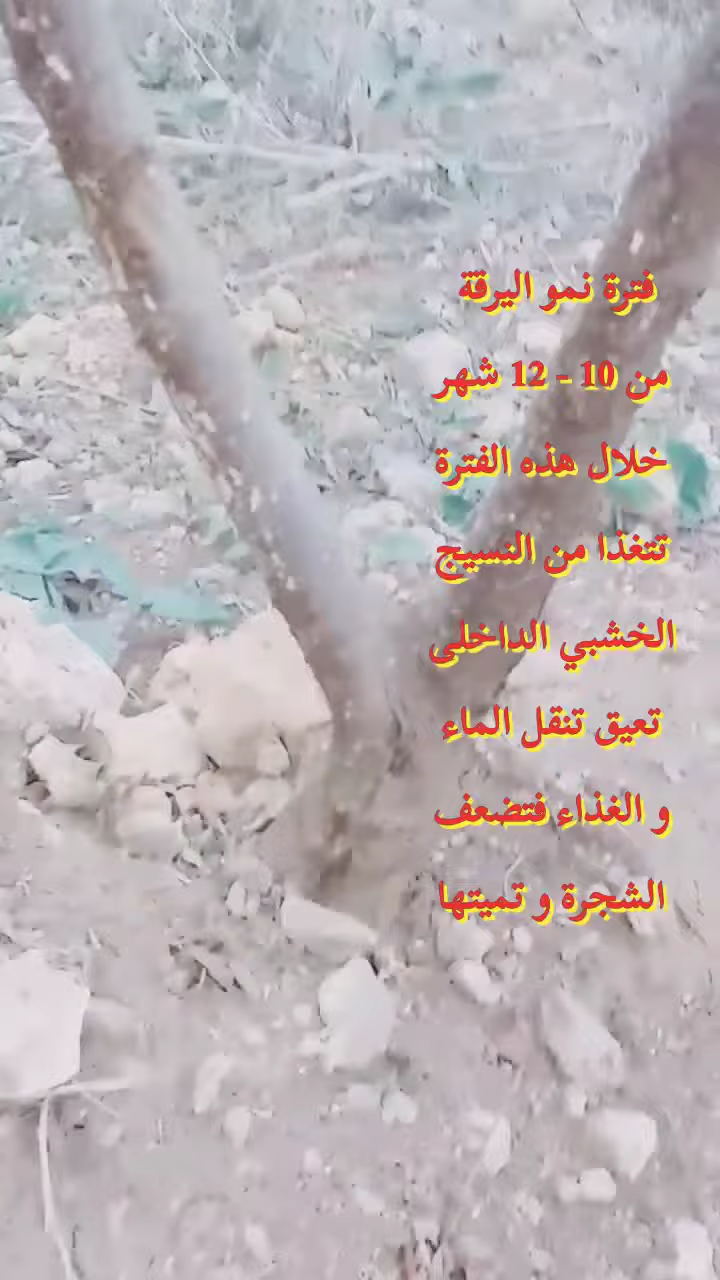 فترة نمو اليرقة
من 10 - 12 شهر
خلال هذه الفترة
تتغذا من النسيج
الخشبي الداخلى
تعيق تنقل الماء
و الغذاء فتضعف
الشجرة و تميتها